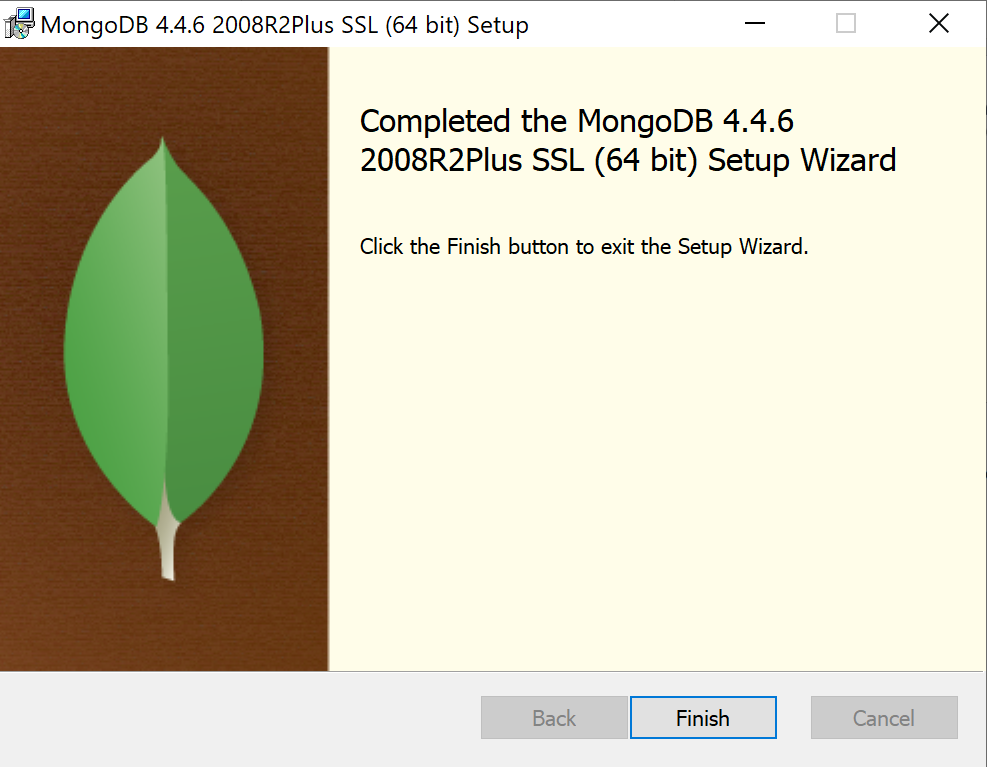 MongoDB 4.4.6 2008R2Plus SSL (64 bit) Setup
Completed the MongoDB 4.4.6
2008R2Plus SSL (64 bit) Setup Wizard
Click the Finish button to exit the Setup Wizard.
Back
Finish
Cancel